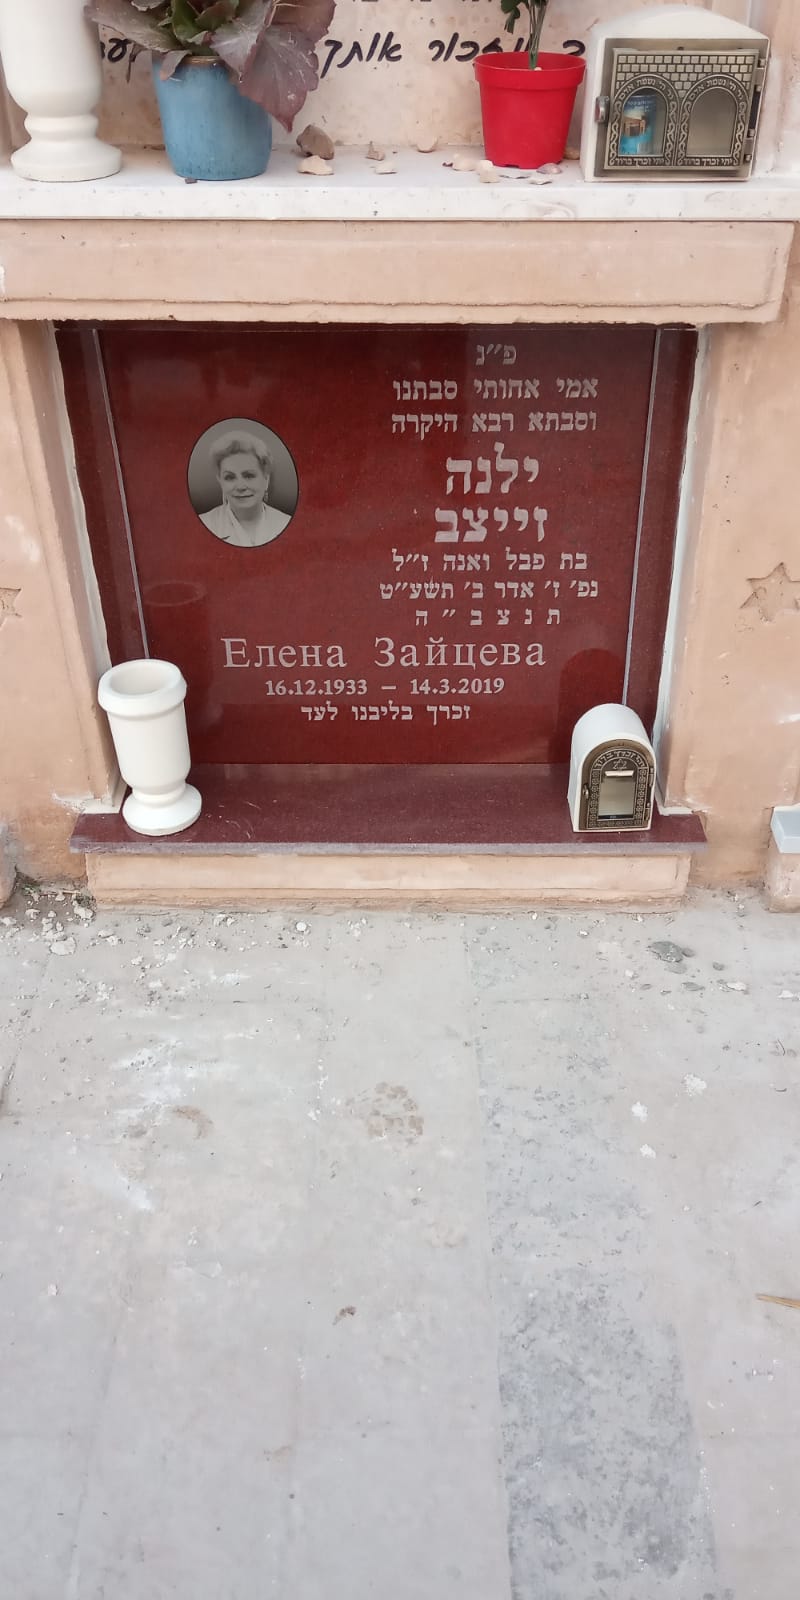 אותך
פ״נ
אמי אחותי סבתנו
וסבתא רבא היקרה
ילנה
זייצב
בת פבל ואנה ז״ל
נפ׳ ז׳ אדר ב׳ תשע״ט
ת נ צ ב ״ ה
Елена Зайцева
16.12.1933 — 14.3.2019
זכרך בליבנו לעד